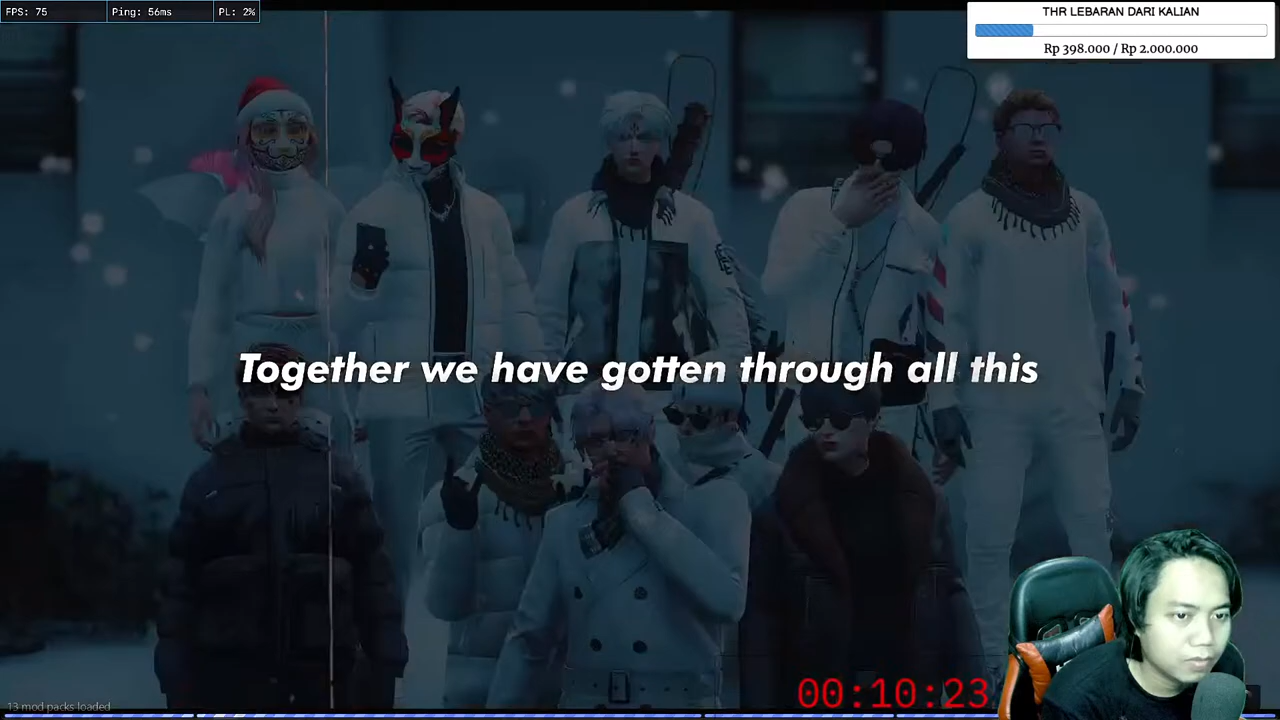 FPS: 75
Ping: 56ms
PL: 2%
THR LEBARAN DARI KALIAN
Rp 398.000 / Rp 2.000.000
Together we have gotten through all this
00:10:23
13 mod packs loaded